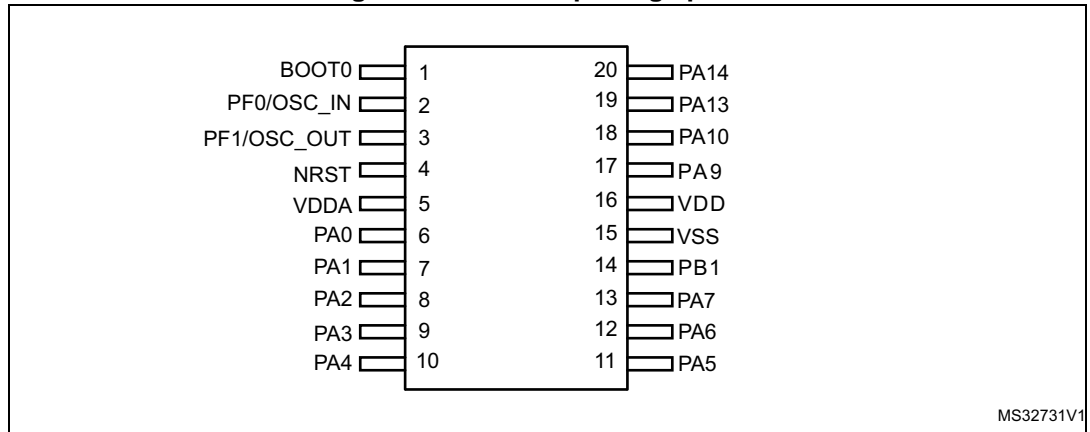 BOOT0 1 20 PA14
PF0/OSC_IN 2 19 PA13
PF1/OSC_OUT 3 18 PA10
NRST 4 17 PA9
VDDA 5 16 VDD
PA0 6 15 VSS
PA1 7 14 PB1
PA2 8 13 PA7
PA3 9 12 PA6
PA4 10 11 PA5
MS32731V1